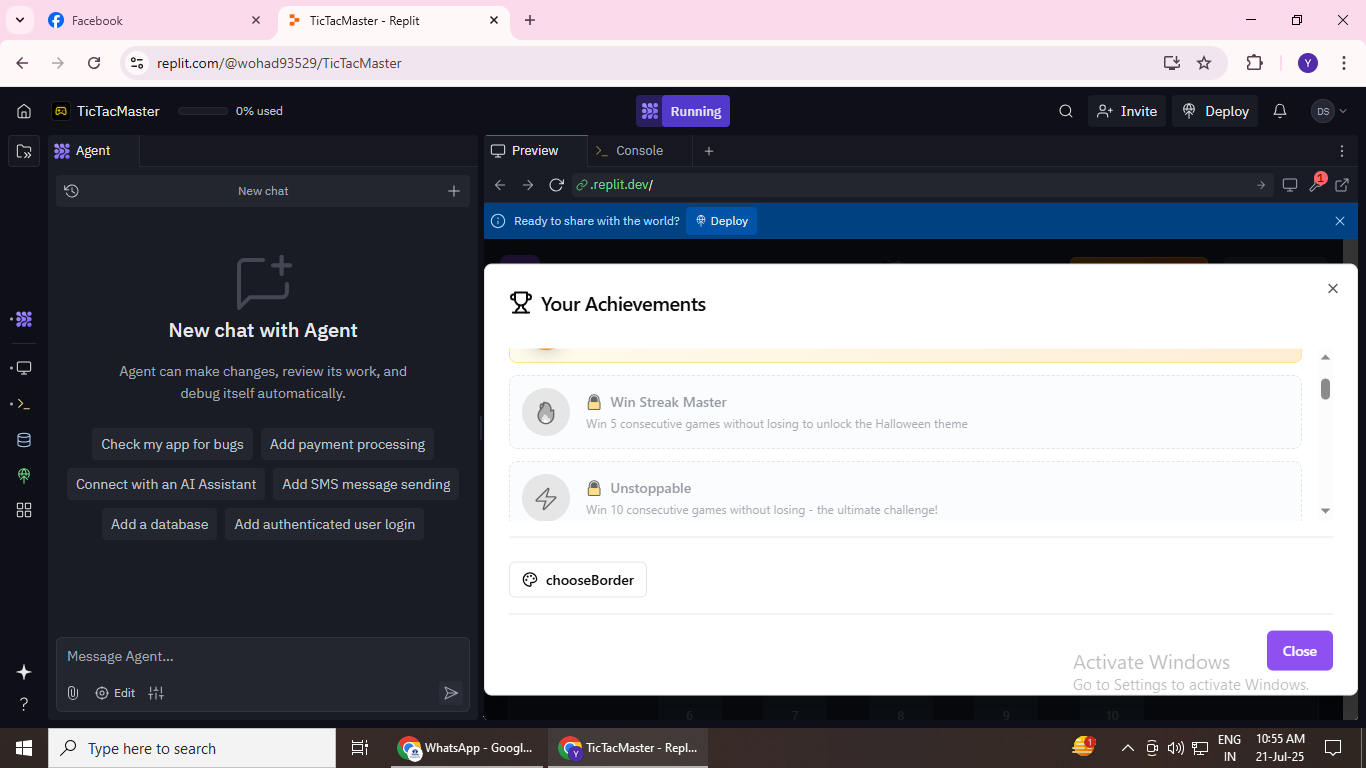 Facebook
TicTacMaster - Replit
replit.com/@wohad93529/TicTacMaster
Y
TicTacMaster
0% used
Running
Invite
Deploy
DS
Agent
Preview
Console
New chat
.replit.dev/
1
Ready to share with the world?
Deploy
New chat with Agent
Agent can make changes, review its work, and
debug itself automatically.
Check my app for bugs
Add payment processing
Connect with an AI Assistant
Add SMS message sending
Add a database
Add authenticated user login
Message Agent...
Edit
Your Achievements
Win Streak Master
Win 5 consecutive games without losing to unlock the Halloween theme
Unstoppable
Win 10 consecutive games without losing - the ultimate challenge!
chooseBorder
Close
Activate Windows
Go to Settings to activate Windows.
6 7 8 9 10
Type here to search
WhatsApp - Googl...
TicTacMaster - Repl...
1
ENG
IN
10:55 AM
21-Jul-25